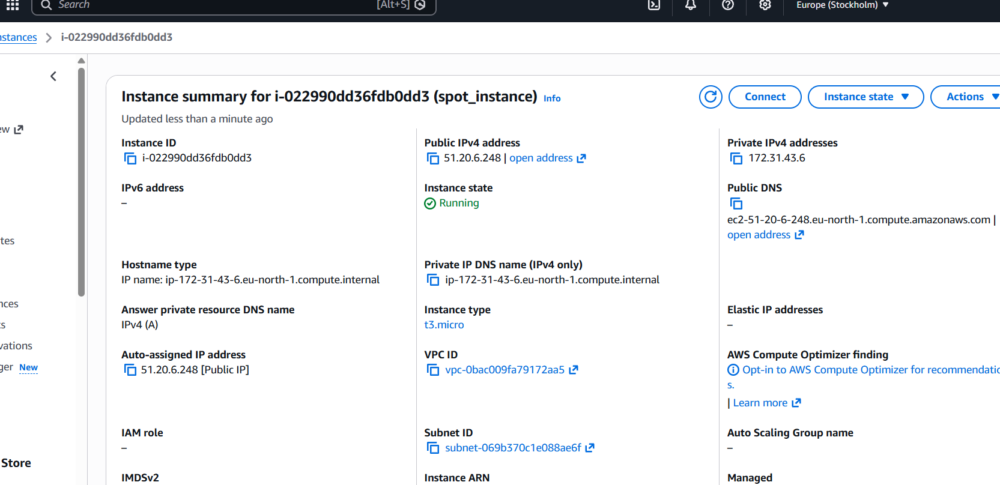 Search [Alt+S] Europe (Stockholm)
nstances > i-022990dd36fdb0dd3
Instance summary for i-022990dd36fdb0dd3 (spot_instance) Info
Connect
Instance state
Actions
Updated less than a minute ago
Instance ID
i-022990dd36fdb0dd3
Public IPv4 address
51.20.6.248 | open address
Private IPv4 addresses
172.31.43.6
IPv6 address
–
Instance state
Running
Public DNS
ec2-51-20-6-248.eu-north-1.compute.amazonaws.com |
open address
Hostname type
IP name: ip-172-31-43-6.eu-north-1.compute.internal
Private IP DNS name (IPv4 only)
ip-172-31-43-6.eu-north-1.compute.internal
Answer private resource DNS name
IPv4 (A)
Instance type
t3.micro
Elastic IP addresses
–
Auto-assigned IP address
51.20.6.248 [Public IP]
VPC ID
vpc-0bac009fa79172aa5
AWS Compute Optimizer finding
Opt-in to AWS Compute Optimizer for recommendatio
s.
| Learn more
IAM role
–
Subnet ID
subnet-069b370c1e088ae6f
Auto Scaling Group name
–
IMDSv2
Instance ARN
Managed
ew
tes
nces
ts
vations
ger New
Store